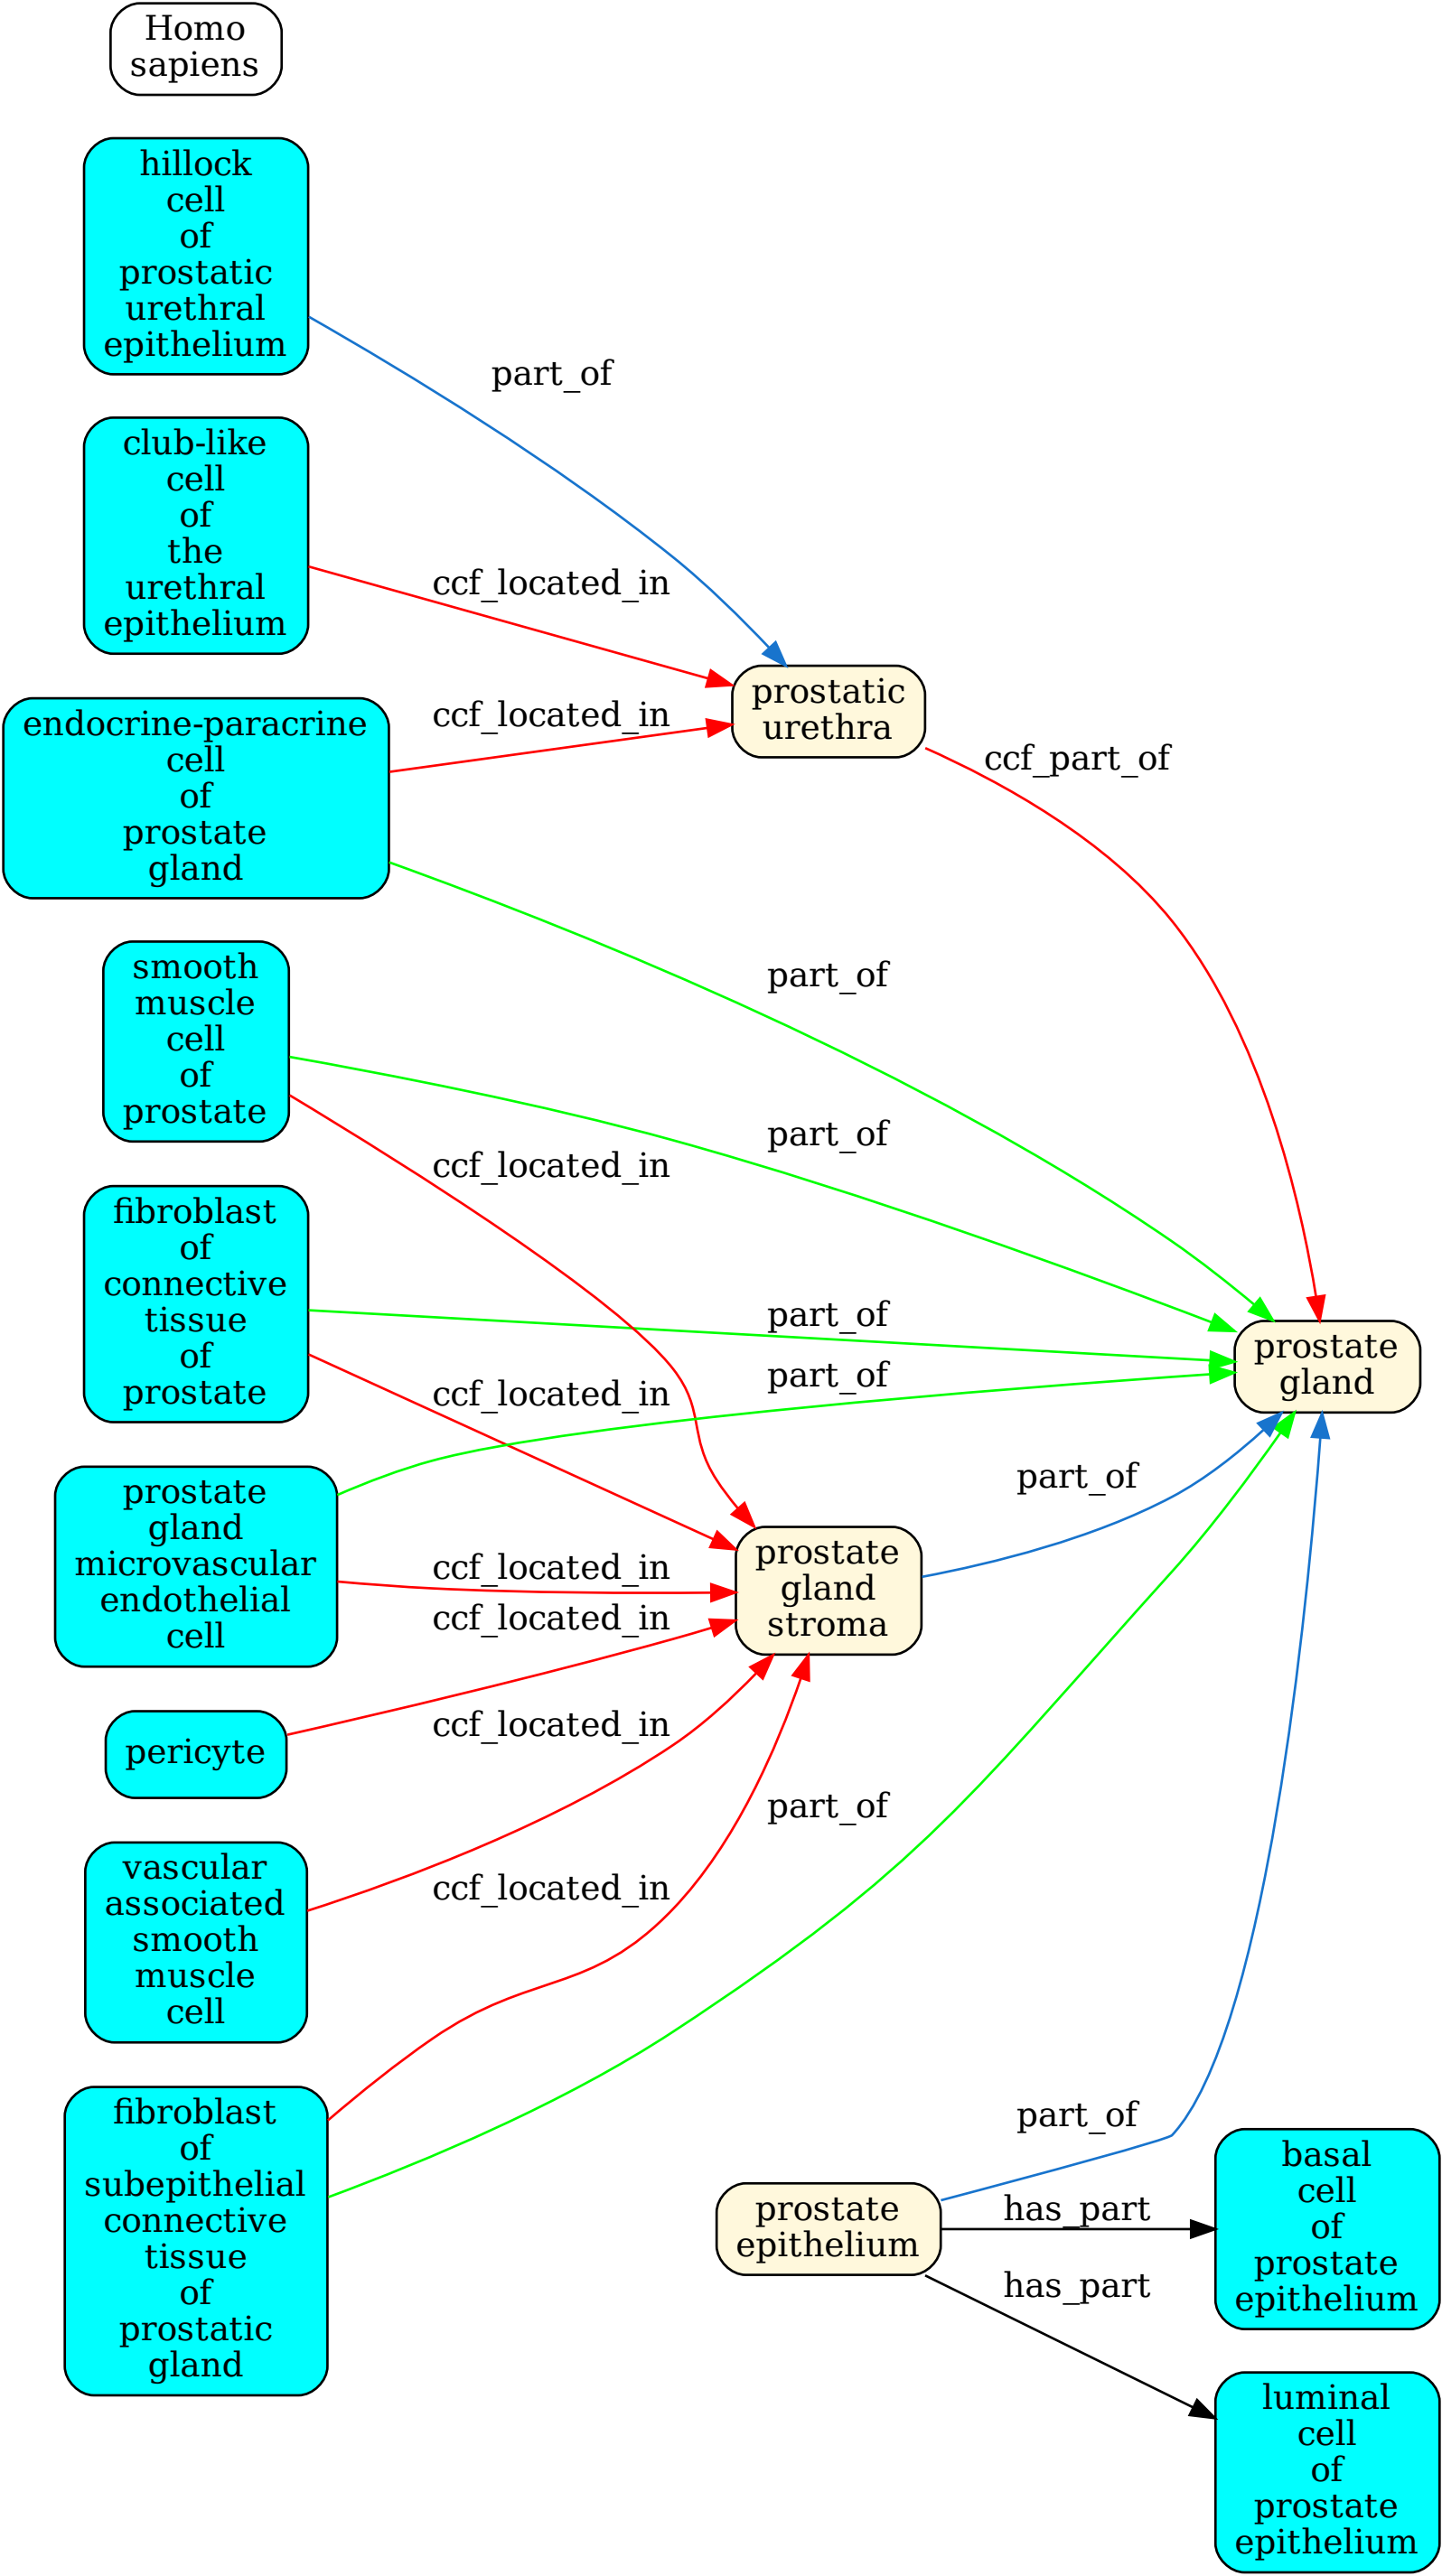 Homo
sapiens
hillock
cell
of
prostatic
urethral
epithelium
part_of
club-like
cell
of
the
urethral
epithelium
ccf_located_in
endocrine-paracrine
cell
of
prostate
gland
ccf_located_in
prostatic
urethra
ccf_part_of
part_of
smooth
muscle
cell
of
prostate
part_of
ccf_located_in
fibroblast
of
connective
tissue
of
prostate
part_of
ccf_located_in
prostate
gland
part_of
prostate
gland
microvascular
endothelial
cell
ccf_located_in
prostate
gland
stroma
part_of
ccf_located_in
pericyte
ccf_located_in
vascular
associated
smooth
muscle
cell
part_of
ccf_located_in
fibroblast
of
subepithelial
connective
tissue
of
prostatic
gland
prostate
epithelium
part_of
has_part
has_part
basal
cell
of
prostate
epithelium
luminal
cell
of
prostate
epithelium